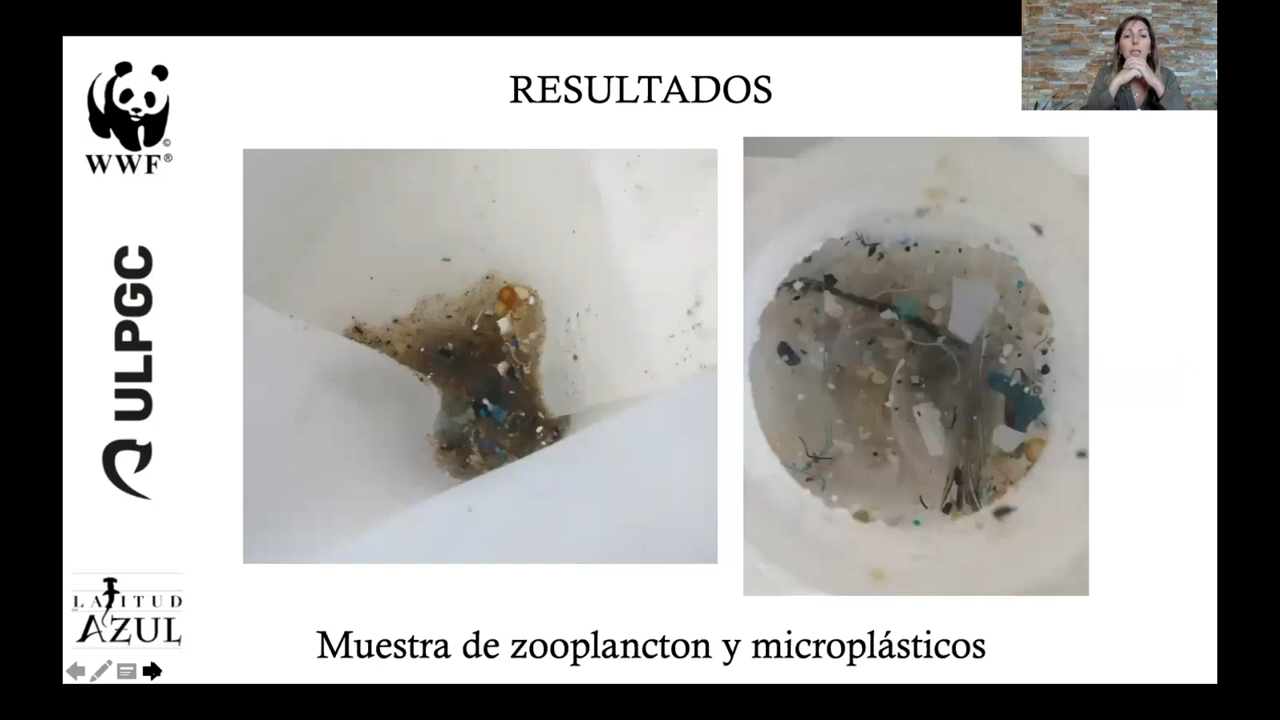 RESULTADOS
©
WWF®
ULPGC
LATITUD
AZUL
Muestra de zooplancton y microplásticos